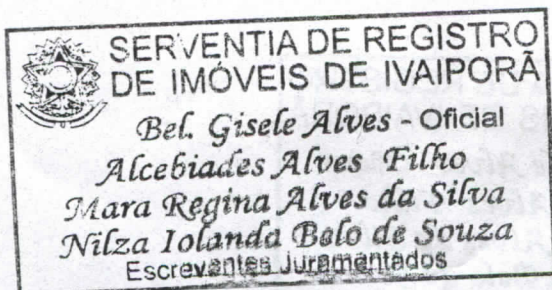 SERVENTIA DE REGISTRO
DE IMÓVEIS DE IVAIPORÃ
Bel. Gisele Alves - Oficial
Alcebiades Alves Filho
Mara Regina Alves da Silva
Nilza Iolanda Belo de Souza
Escreventes Juramentados